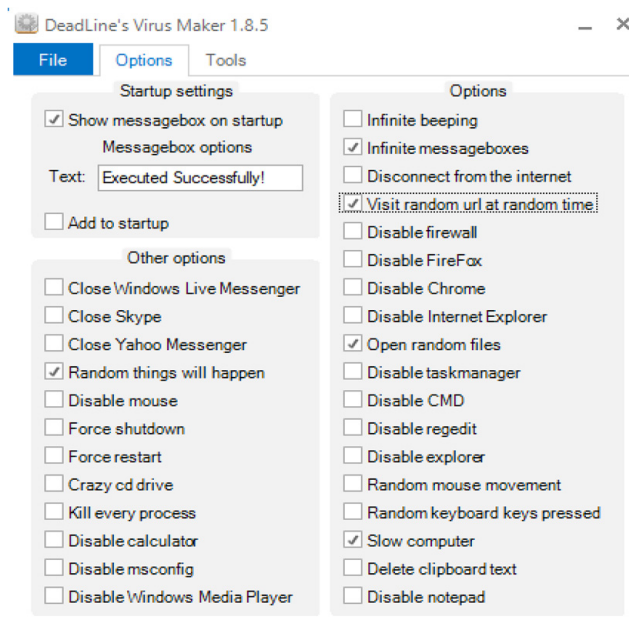 DeadLine's Virus Maker 1.8.5
File Options Tools
Startup settings
Show messagebox on startup
Messagebox options
Text: Executed Successfully!
Add to startup
Other options
Close Windows Live Messenger
Close Skype
Close Yahoo Messenger
Random things will happen
Disable mouse
Force shutdown
Force restart
Crazy cd drive
Kill every process
Disable calculator
Disable msconfig
Disable Windows Media Player
Options
Infinite beeping
Infinite messageboxes
Disconnect from the internet
Visit random url at random time
Disable firewall
Disable FireFox
Disable Chrome
Disable Internet Explorer
Open random files
Disable taskmanager
Disable CMD
Disable regedit
Disable explorer
Random mouse movement
Random keyboard keys pressed
Slow computer
Delete clipboard text
Disable notepad